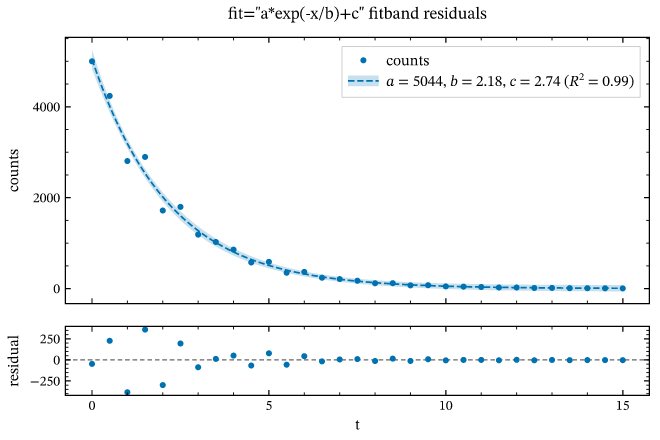 fit="a*exp(-x/b)+c" fitband residuals
counts
a = 5044, b = 2.18, c = 2.74 (R² = 0.99)
counts
4000
2000
0
residual
250
0
−250
0
5
10
15
t